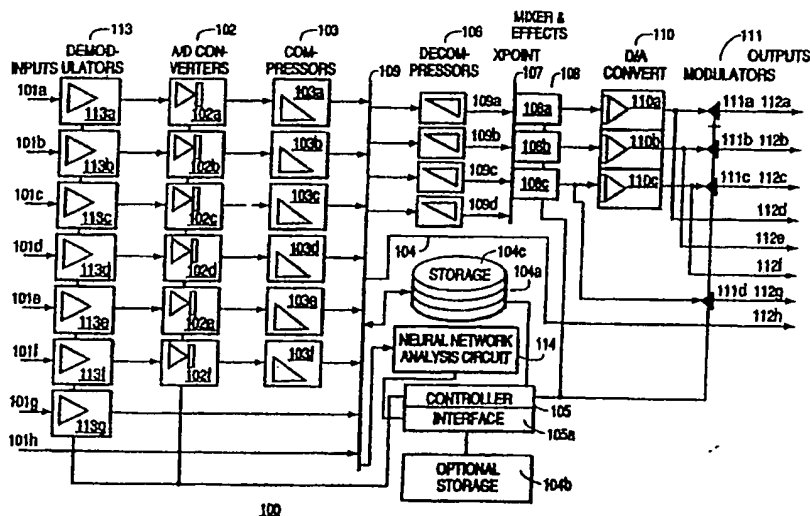 113 102 103 106 MIXER & EFFECTS 110 111
INPUTS DEMOD-ULATORS A/D CON-VERTERS COM-PRESSORS 109 DECOM-PRESSORS XPOINT 107 108 D/A CONVERT MODULATORS OUTPUTS
101a 113a 102a 103a 109a 108a 110a 111a 112a
101b 113b 102b 103b 109b 108b 110b 111b 112b
101c 113c 102c 103c 109c 108c 110c 111c 112c
109d 112d
101d 113d 102d 103d 104 104c 112e
STORAGE 104a 112f
101e 113e 102e 103e 111d 112g
112h
NEURAL NETWORK
ANALYSIS CIRCUIT 114
101f 113f 102f 103f
101g 113g CONTROLLER 105
INTERFACE 105a
101h
OPTIONAL
STORAGE 104b
100